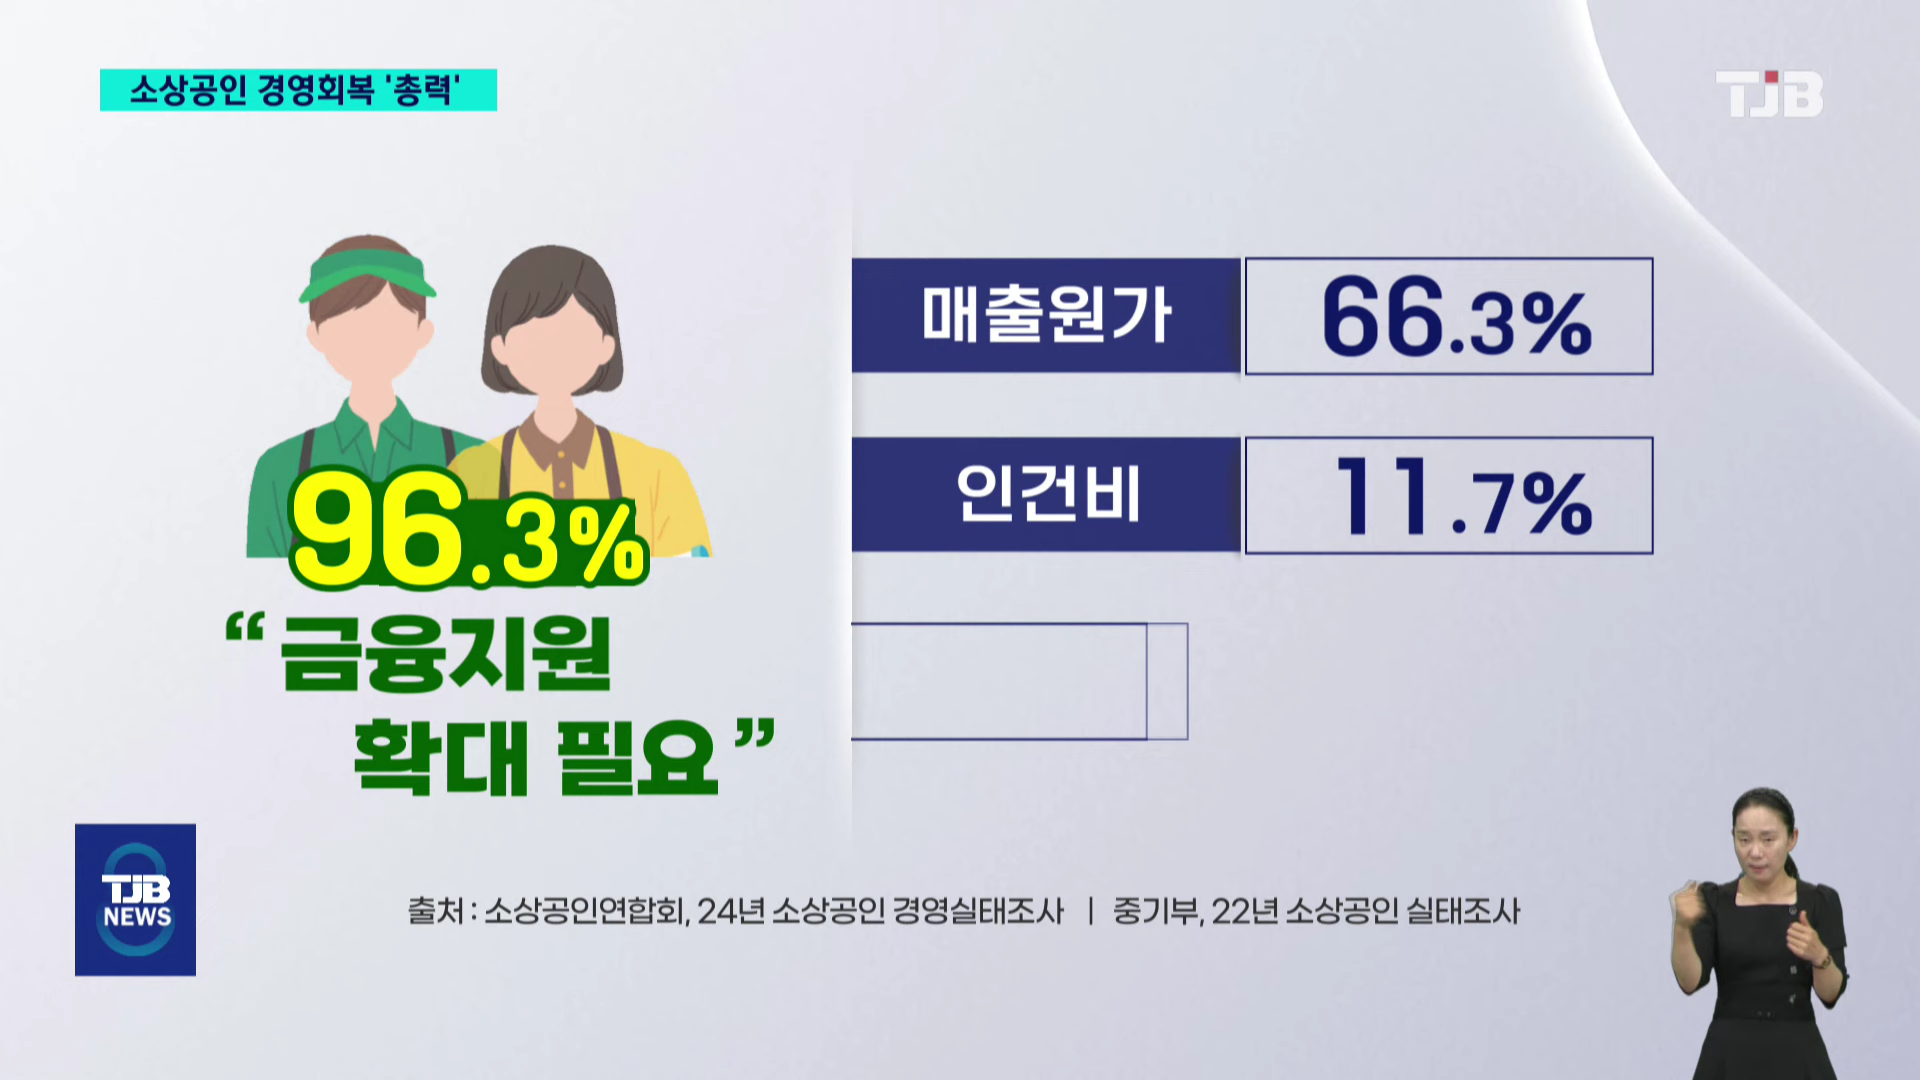 소상공인 경영회복 '총력'
TJB
매출원가 66.3%
인건비 11.7%
96.3%
“금융지원
확대 필요”
TJB
NEWS
출처 : 소상공인연합회, 24년 소상공인 경영실태조사 | 중기부, 22년 소상공인 실태조사